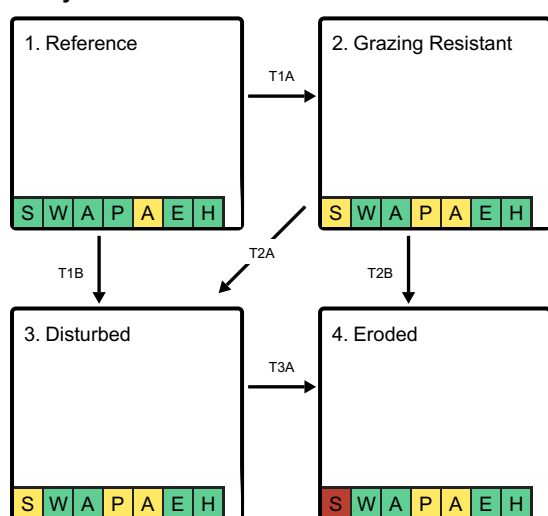 1. Reference
2. Grazing Resistant
T1A
S W A P A E H
S W A P A E H
T1B
T2A
T2B
3. Disturbed
4. Eroded
T3A
S W A P A E H
S W A P A E H